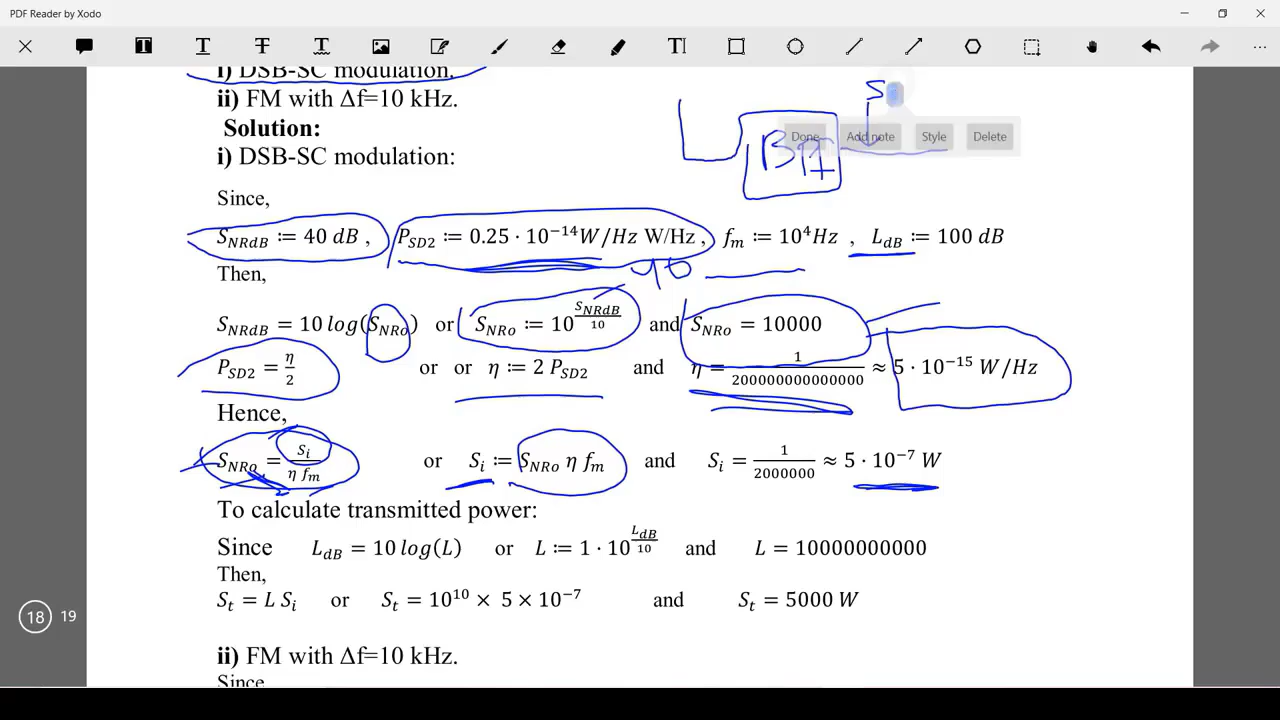 PDF Reader by Xodo
i) DSB-SC modulation.
ii) FM with Δf=10 kHz.
Solution:
i) DSB-SC modulation:
S
BPF
Done Add note Style Delete
Since,
S_NRdB ≔ 40 dB , P_SD2 ≔ 0.25 · 10^−14 W/Hz W/Hz , f_m ≔ 10^4 Hz , L_dB ≔ 100 dB
Then,
S_NRdB = 10 log(S_NRo) or S_NRo ≔ 10^(S_NRdB/10) and S_NRo = 10000
P_SD2 = η/2 or or η ≔ 2 P_SD2 and η = 1/200000000000000 ≈ 5 · 10^−15 W/Hz
Hence,
S_NRo = S_i/(η f_m) or S_i ≔ S_NRo η f_m and S_i = 1/2000000 ≈ 5 · 10^−7 W
To calculate transmitted power:
Since L_dB = 10 log(L) or L ≔ 1 · 10^(L_dB/10) and L = 10000000000
Then,
S_t = L S_i or S_t = 10^10 × 5 × 10^−7 and S_t = 5000 W
18 19
ii) FM with Δf=10 kHz.
Since